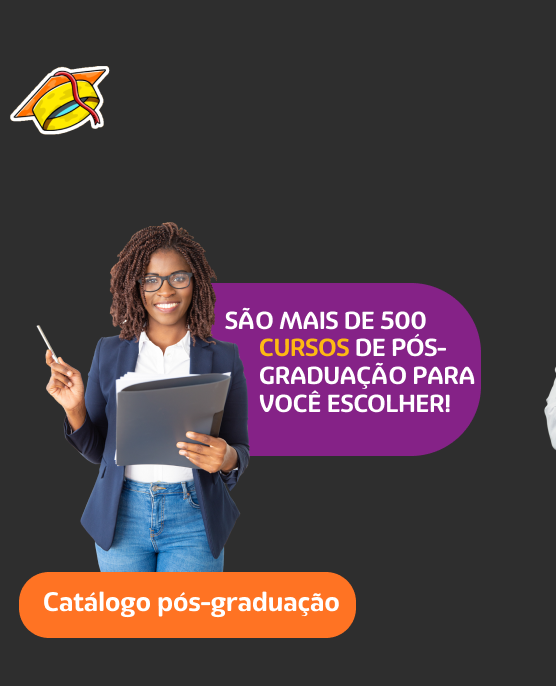 SÃO MAIS DE 500
CURSOS DE PÓS-
GRADUAÇÃO PARA
VOCÊ ESCOLHER!
Catálogo pós-graduação